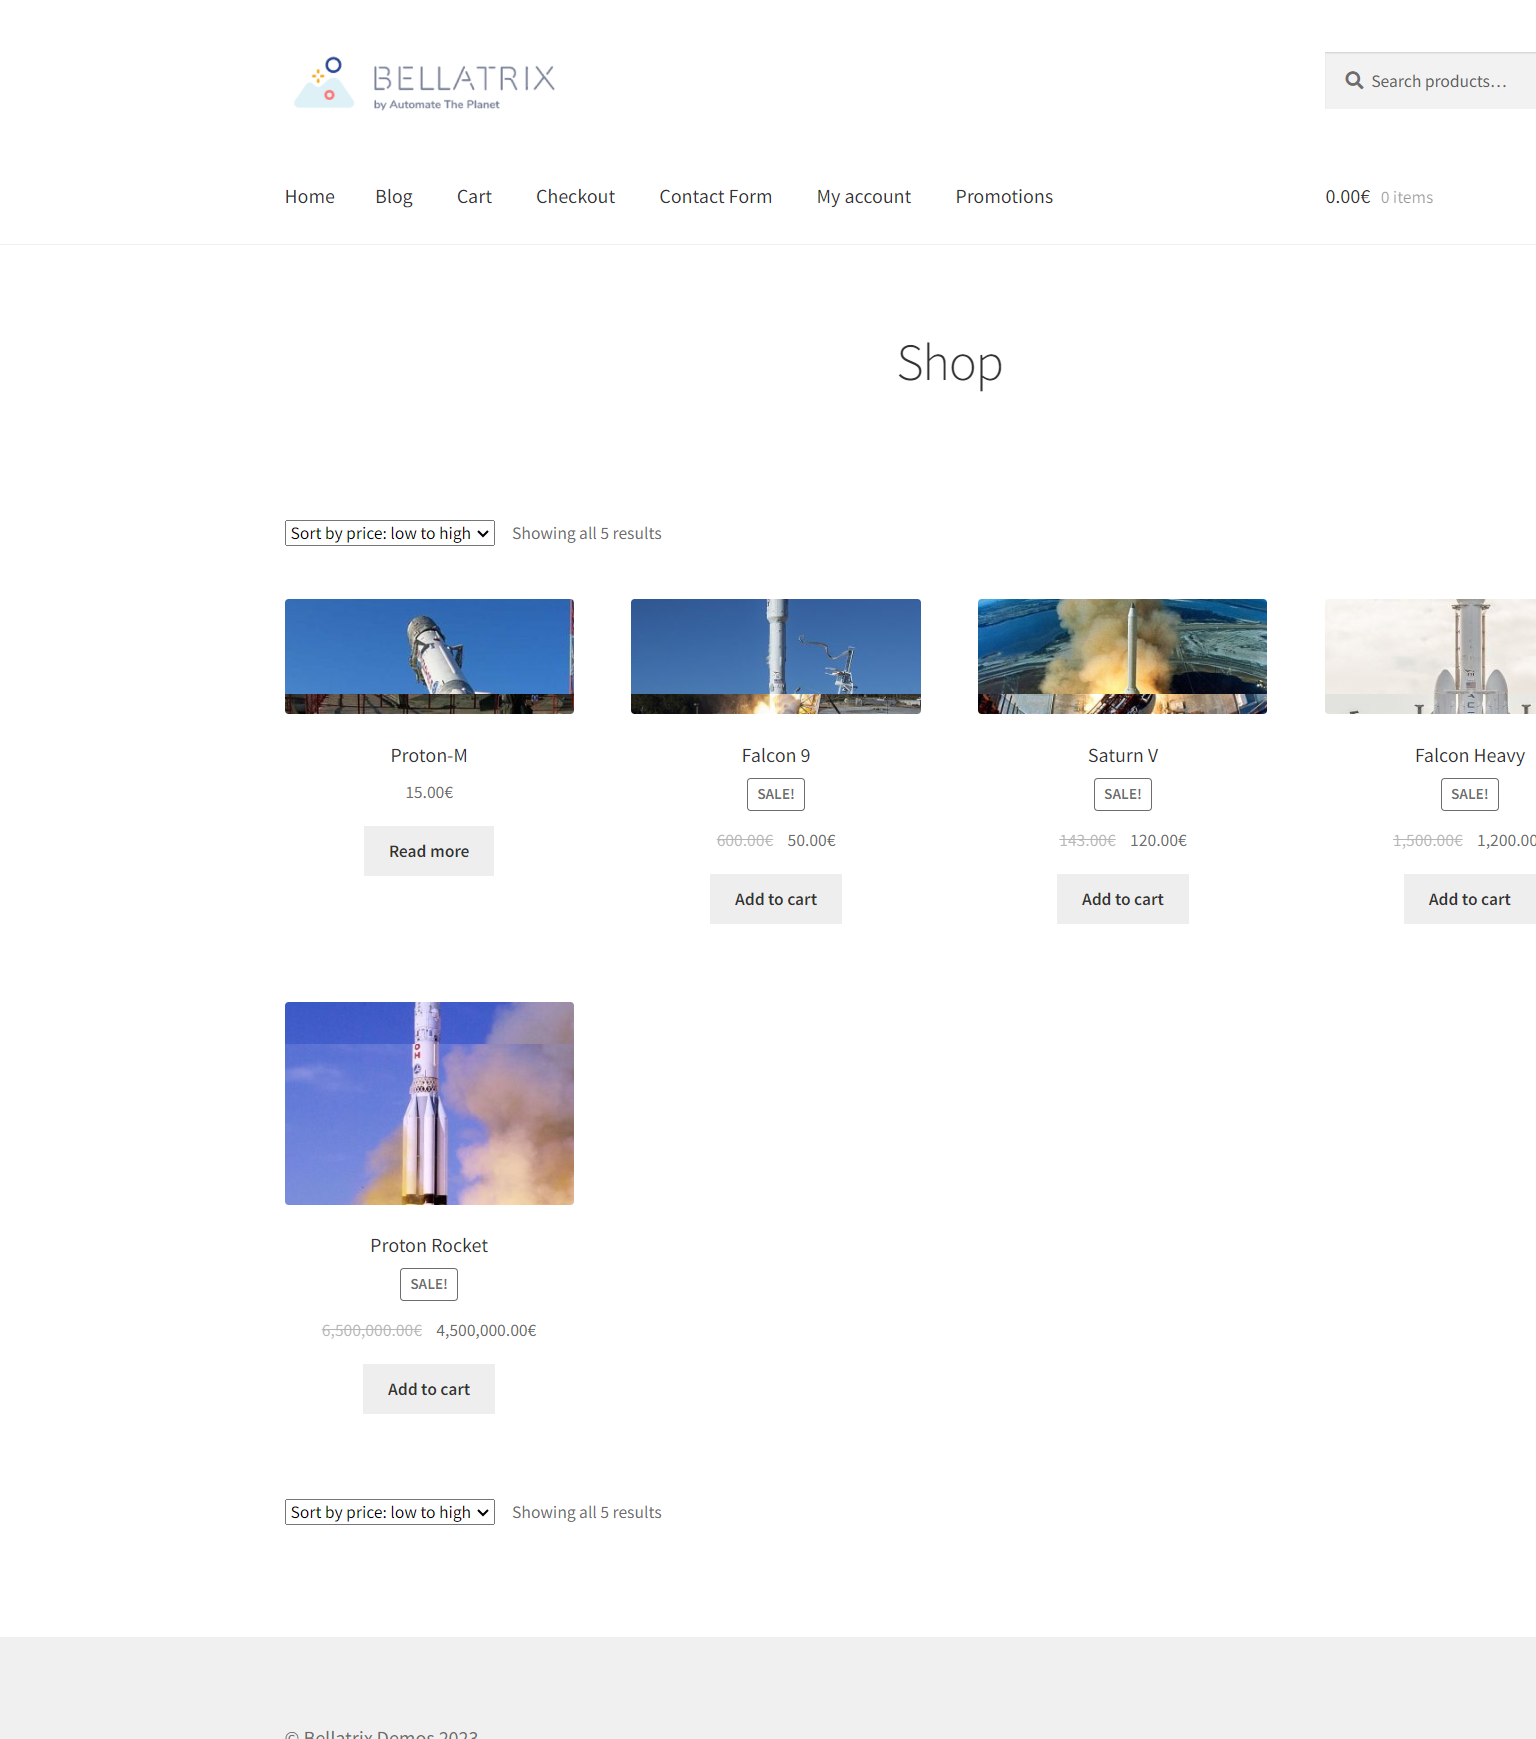 BELLATRIX
by Automate The Planet
Search products...
Home Blog Cart Checkout Contact Form My account Promotions
0.00€ 0 items
Shop
Sort by price: low to high Showing all 5 results
Proton-M Falcon 9 Saturn V Falcon Heavy
15.00€ SALE! SALE! SALE!
600.00€ 50.00€ 143.00€ 120.00€ 1,500.00€ 1,200.00
Read more Add to cart Add to cart Add to cart
Proton Rocket
SALE!
6,500,000.00€ 4,500,000.00€
Add to cart
Sort by price: low to high Showing all 5 results
© Bellatrix Demos 2023